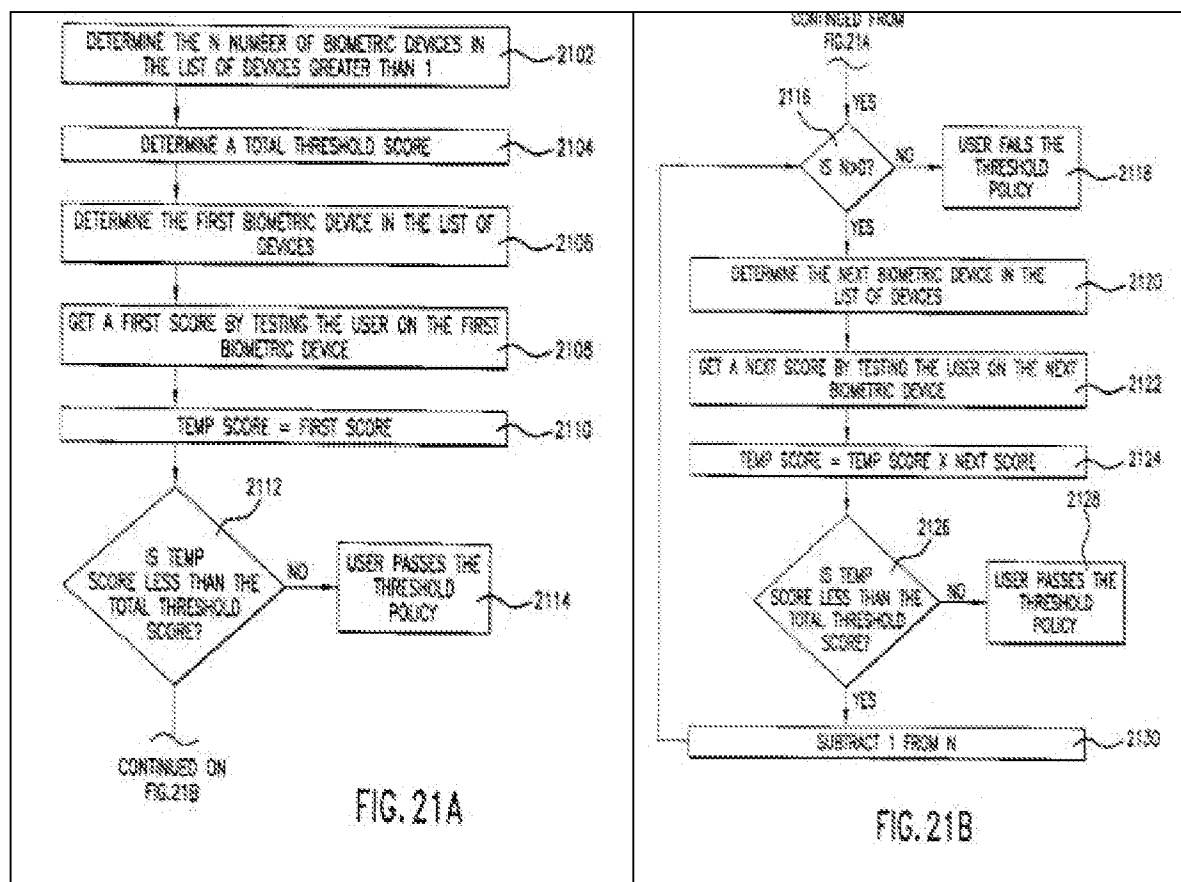 DETERMINE THE N NUMBER OF BIOMETRIC DEVICES IN
THE LIST OF DEVICES GREATER THAN 1
2102
DETERMINE A TOTAL THRESHOLD SCORE
2104
DETERMINE THE FIRST BIOMETRIC DEVICE IN THE LIST OF
DEVICES
2106
GET A FIRST SCORE BY TESTING THE USER ON THE FIRST
BIOMETRIC DEVICE
2108
TEMP SCORE = FIRST SCORE
2110
2112
IS TEMP
SCORE LESS THAN THE
TOTAL THRESHOLD
SCORE?
NO
USER PASSES THE
THRESHOLD
POLICY
2114
CONTINUED ON
FIG.21B
FIG.21A
CONTINUED FROM
FIG.21A
YES
2116
IS N>0?
NO
USER FAILS THE
THRESHOLD
POLICY
2118
YES
DETERMINE THE NEXT BIOMETRIC DEVICE IN THE
LIST OF DEVICES
2120
GET A NEXT SCORE BY TESTING THE USER ON THE NEXT
BIOMETRIC DEVICE
2122
TEMP SCORE = TEMP SCORE X NEXT SCORE
2124
2126
IS TEMP
SCORE LESS THAN THE
TOTAL THRESHOLD
SCORE?
NO
2128
USER PASSES THE
THRESHOLD
POLICY
YES
SUBTRACT 1 FROM N
2130
FIG.21B